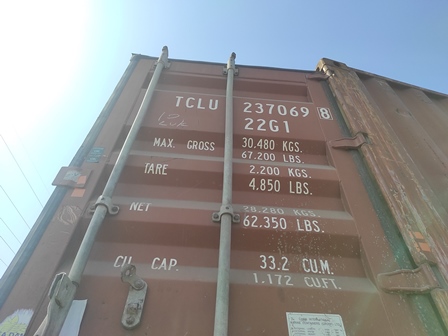 TCLU 237069 8
22G1
MAX. GROSS 30.480 KGS.
67.200 LBS.
TARE 2.200 KGS.
4.850 LBS.
NET 28.280 KGS.
62.350 LBS.
CU. CAP. 33.2 CU.M.
1.172 CU.FT.